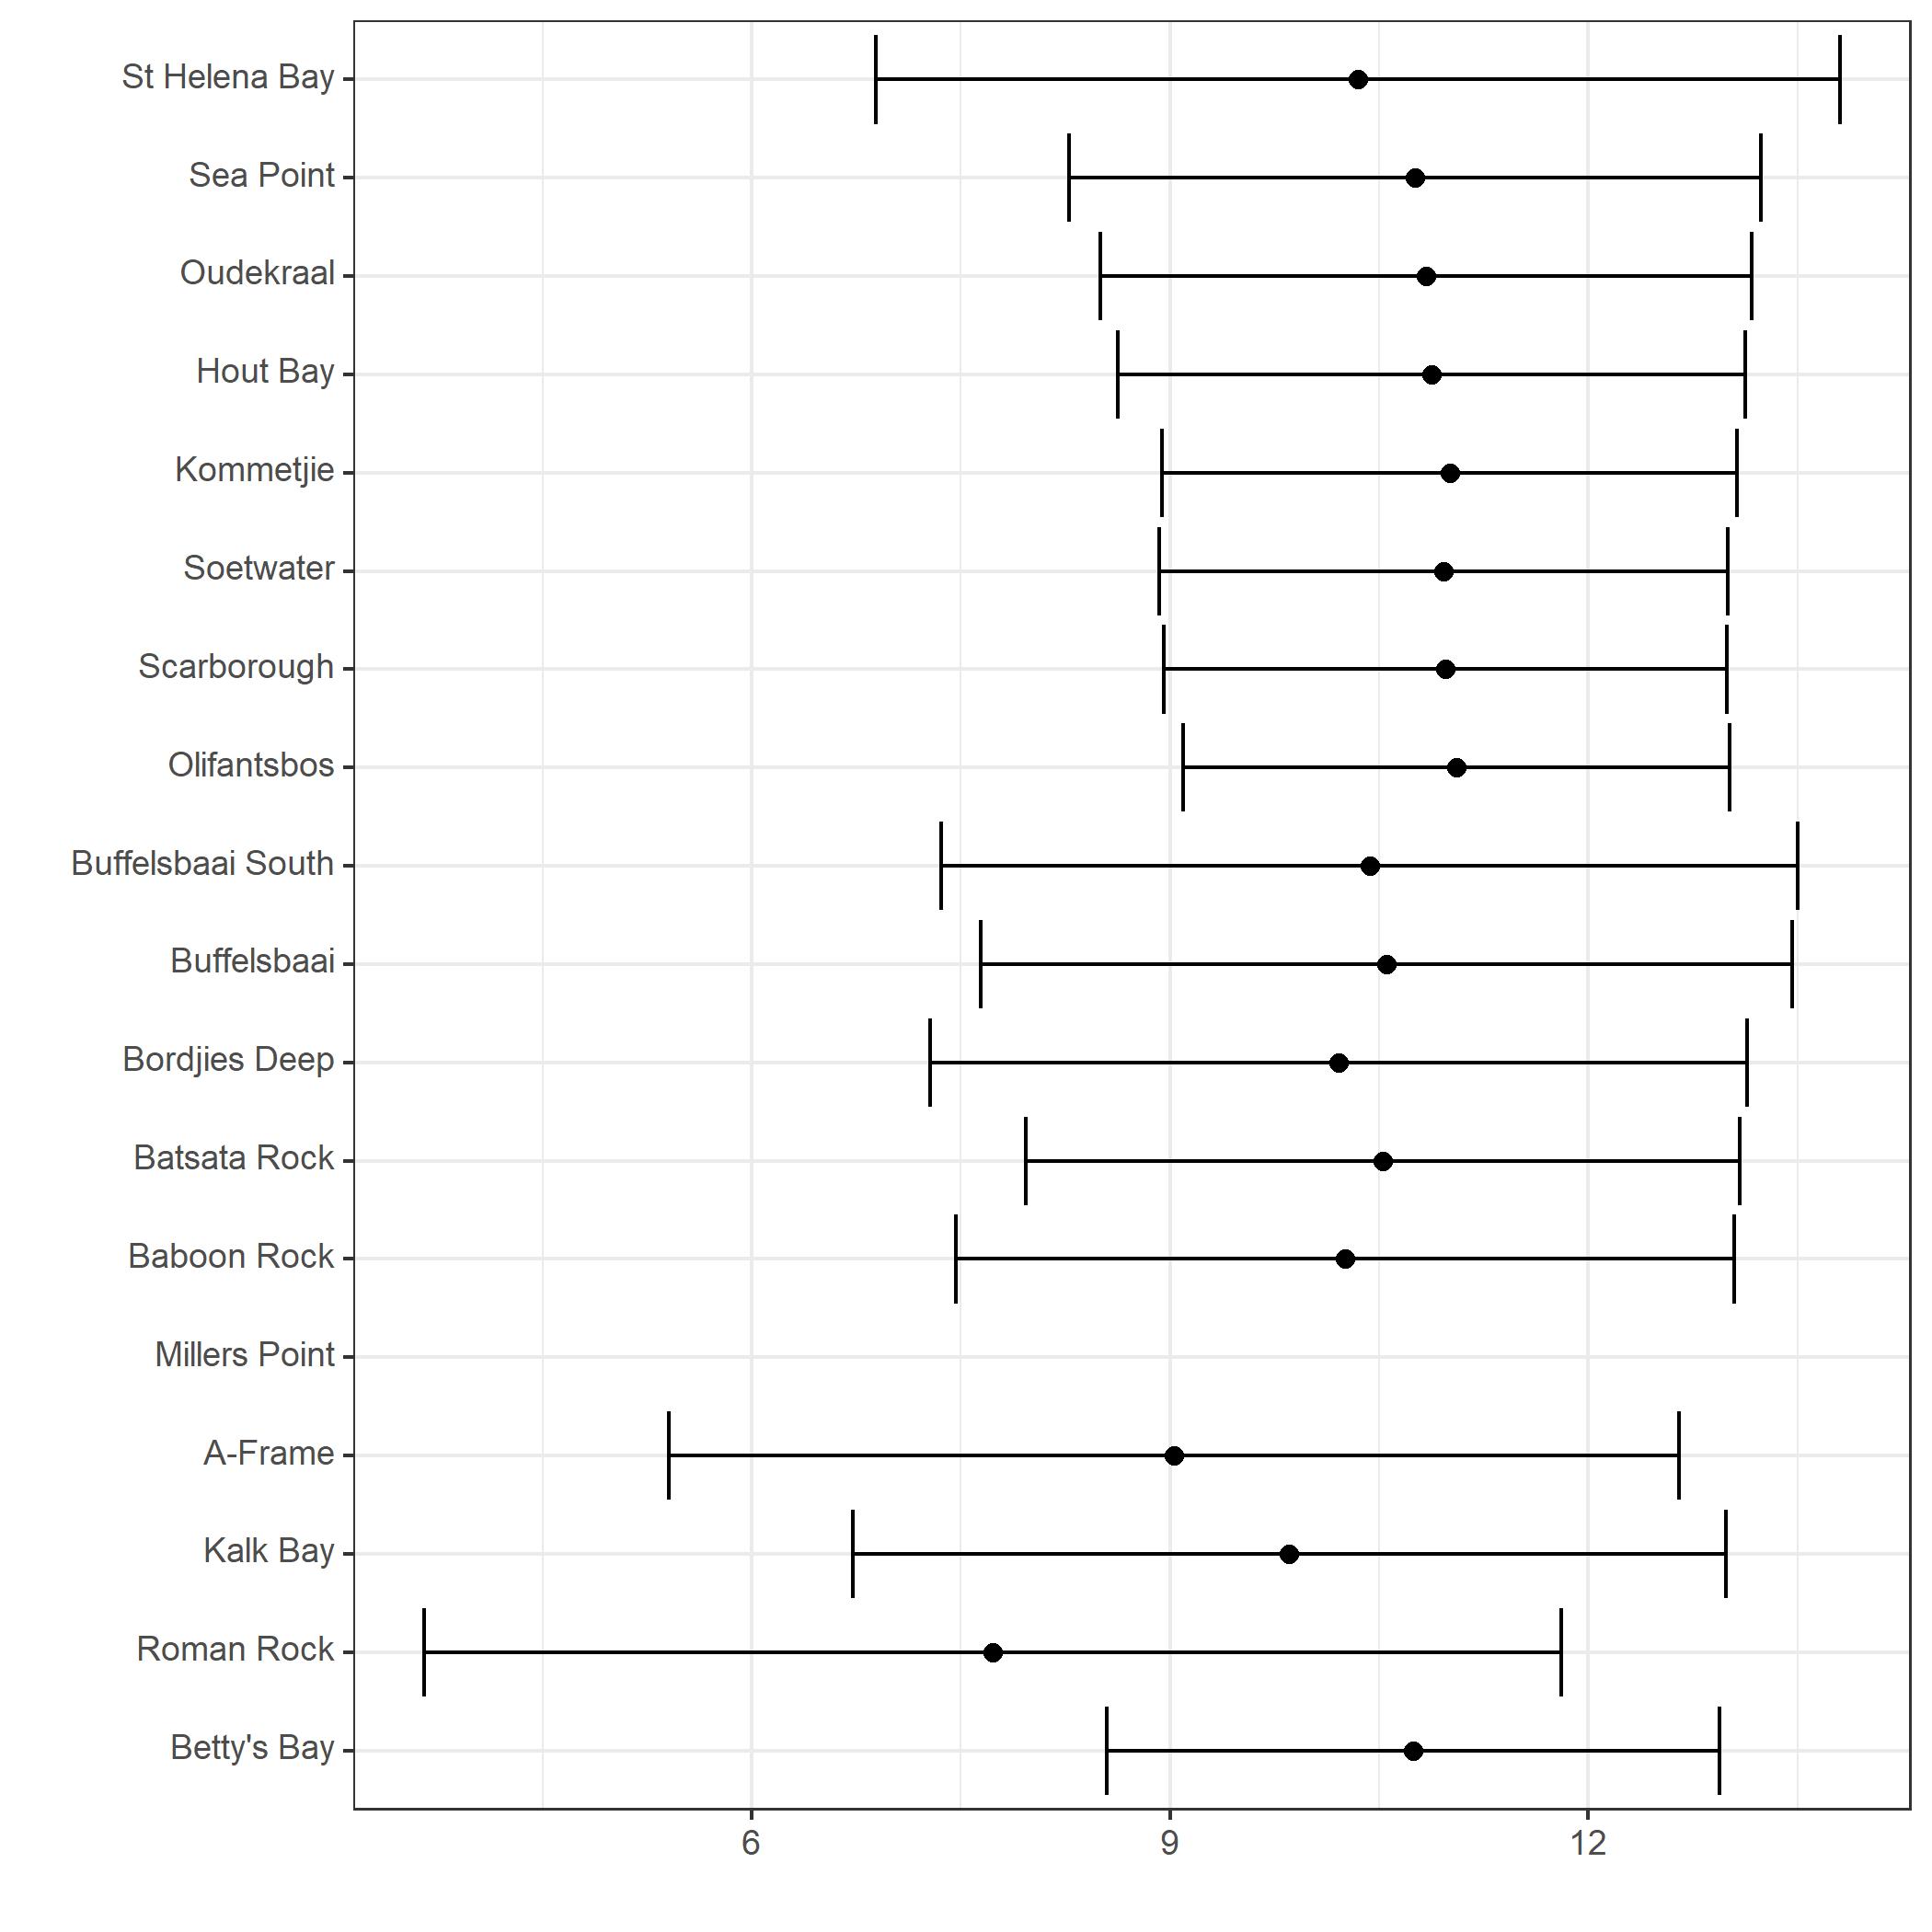 St Helena Bay
Sea Point
Oudekraal
Hout Bay
Kommetjie
Soetwater
Scarborough
Olifantsbos
Buffelsbaai South
Buffelsbaai
Bordjies Deep
Batsata Rock
Baboon Rock
Millers Point
A-Frame
Kalk Bay
Roman Rock
Betty's Bay
6 9 12